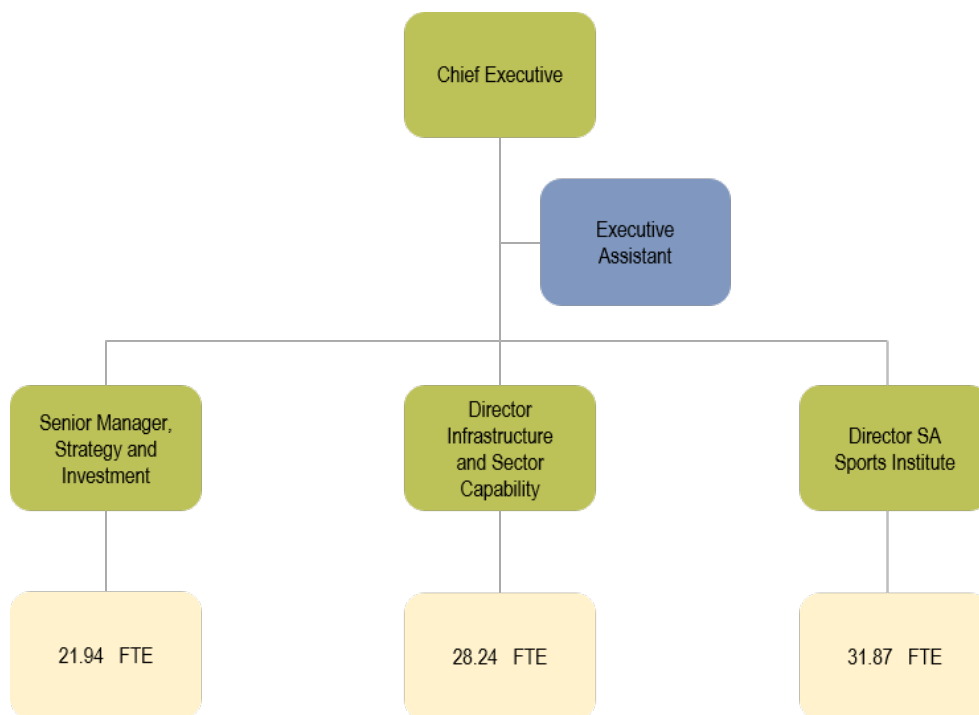 Chief Executive
Executive
Assistant
Senior Manager,
Strategy and
Investment
Director
Infrastructure
and Sector
Capability
Director SA
Sports Institute
21.94 FTE
28.24 FTE
31.87 FTE